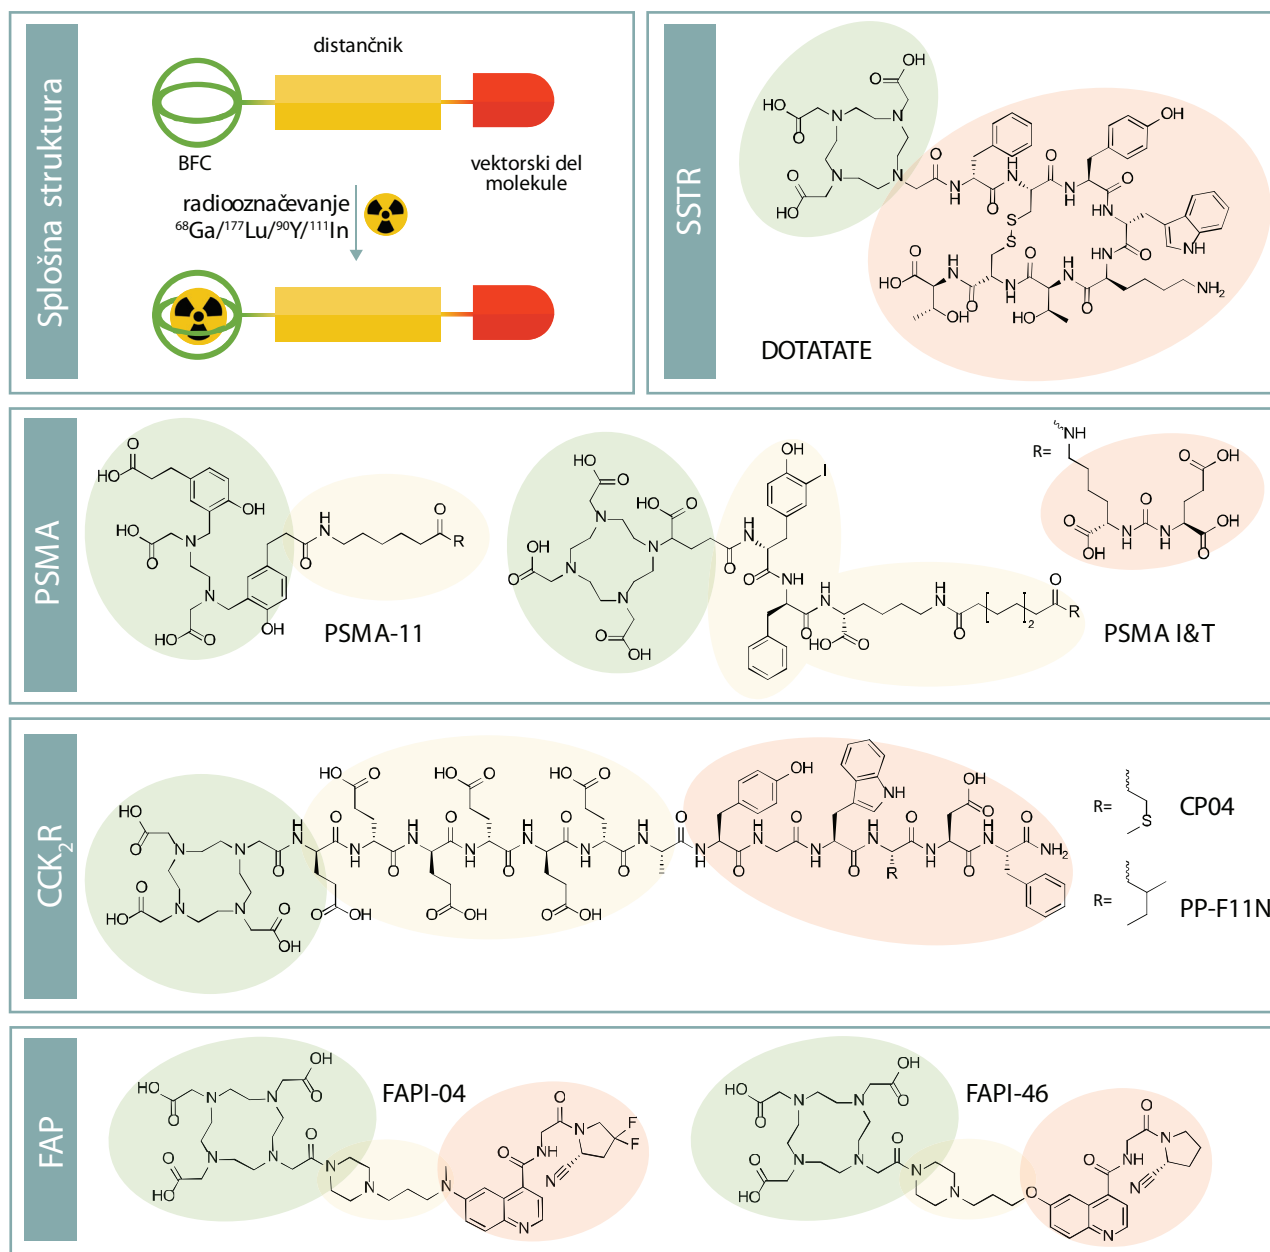 Splošna struktura
distančnik
BFC
vektorski del
molekule
radiooznačevanje
⁶⁸Ga/¹⁷⁷Lu/⁹⁰Y/¹¹¹In
SSTR
DOTATATE
PSMA
PSMA-11
R=
PSMA I&T
CCK₂R
R=
CP04
R=
PP-F11N
FAP
FAPI-04
FAPI-46